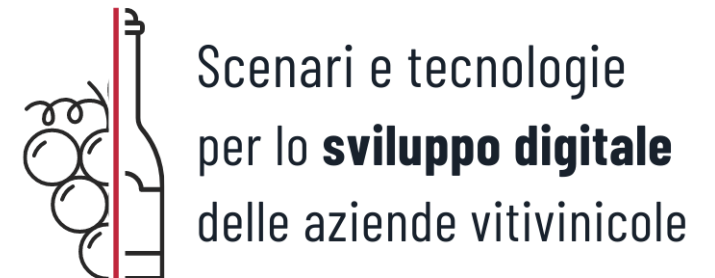 Scenari e tecnologie
per lo sviluppo digitale
delle aziende vitivinicole